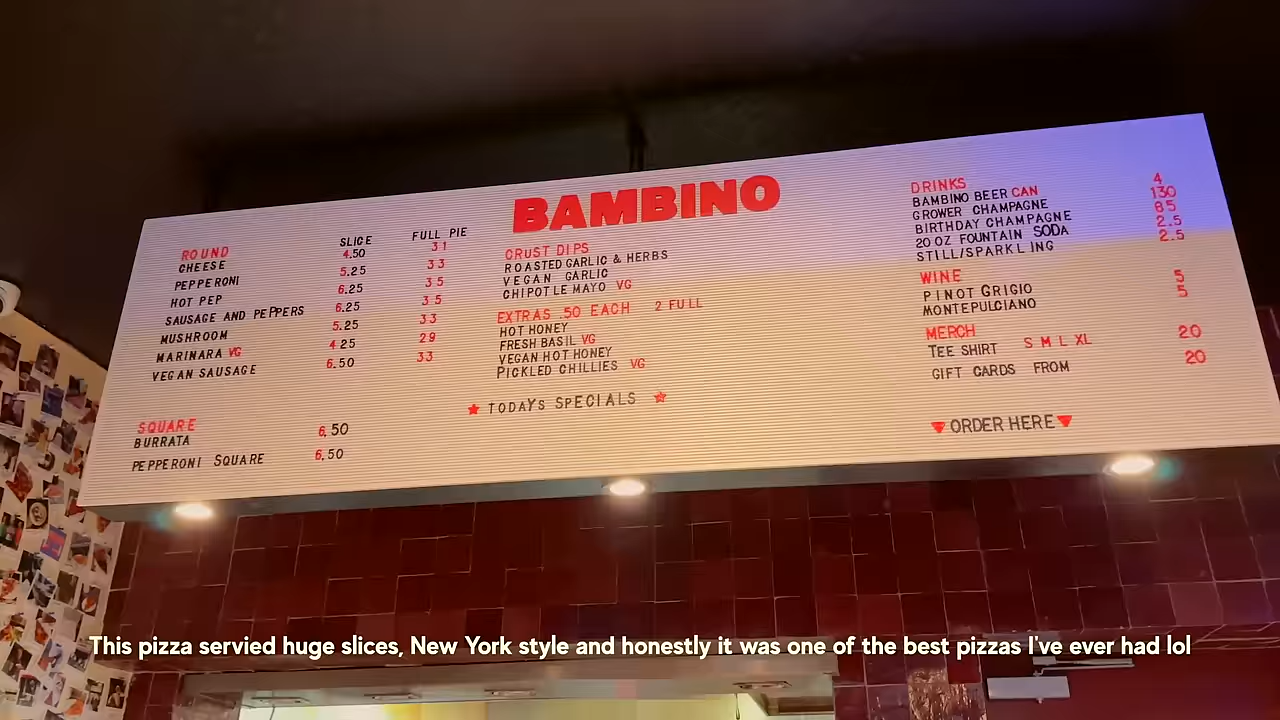 BAMBINO
SLICE FULL PIE
ROUND
CHEESE 4.50 31
PEPPERONI 5.25 33
HOT PEP 6.25 35
SAUSAGE AND PEPPERS 6.25 3.5
MUSHROOM 5.25 33
MARINARA VG 4 25 29
VEGAN SAUSAGE 6.50 33
SQUARE
BURRATA 6.50
PEPPERONI SQUARE 6.50
CRUST DIPS
ROASTED GARLIC & HERBS
VEGAN GARLIC
CHIPOTLE MAYO VG
EXTRAS .50 EACH 2 FULL
HOT HONEY
FRESH BASIL VG
VEGAN HOT HONEY
PICKLED CHILLIES VG
TODAYS SPECIALS
DRINKS
BAMBINO BEER CAN 4
GROWER CHAMPAGNE 130
BIRTHDAY CHAMPAGNE 85
20 OZ FOUNTAIN SODA 2.5
STILL/SPARKLING 2.5
WINE
PINOT GRIGIO 5
MONTEPULCIANO 5
MERCH
TEE SHIRT S M L XL 20
GIFT CARDS FROM 20
ORDER HERE
This pizza servied huge slices, New York style and honestly it was one of the best pizzas I've ever had lol